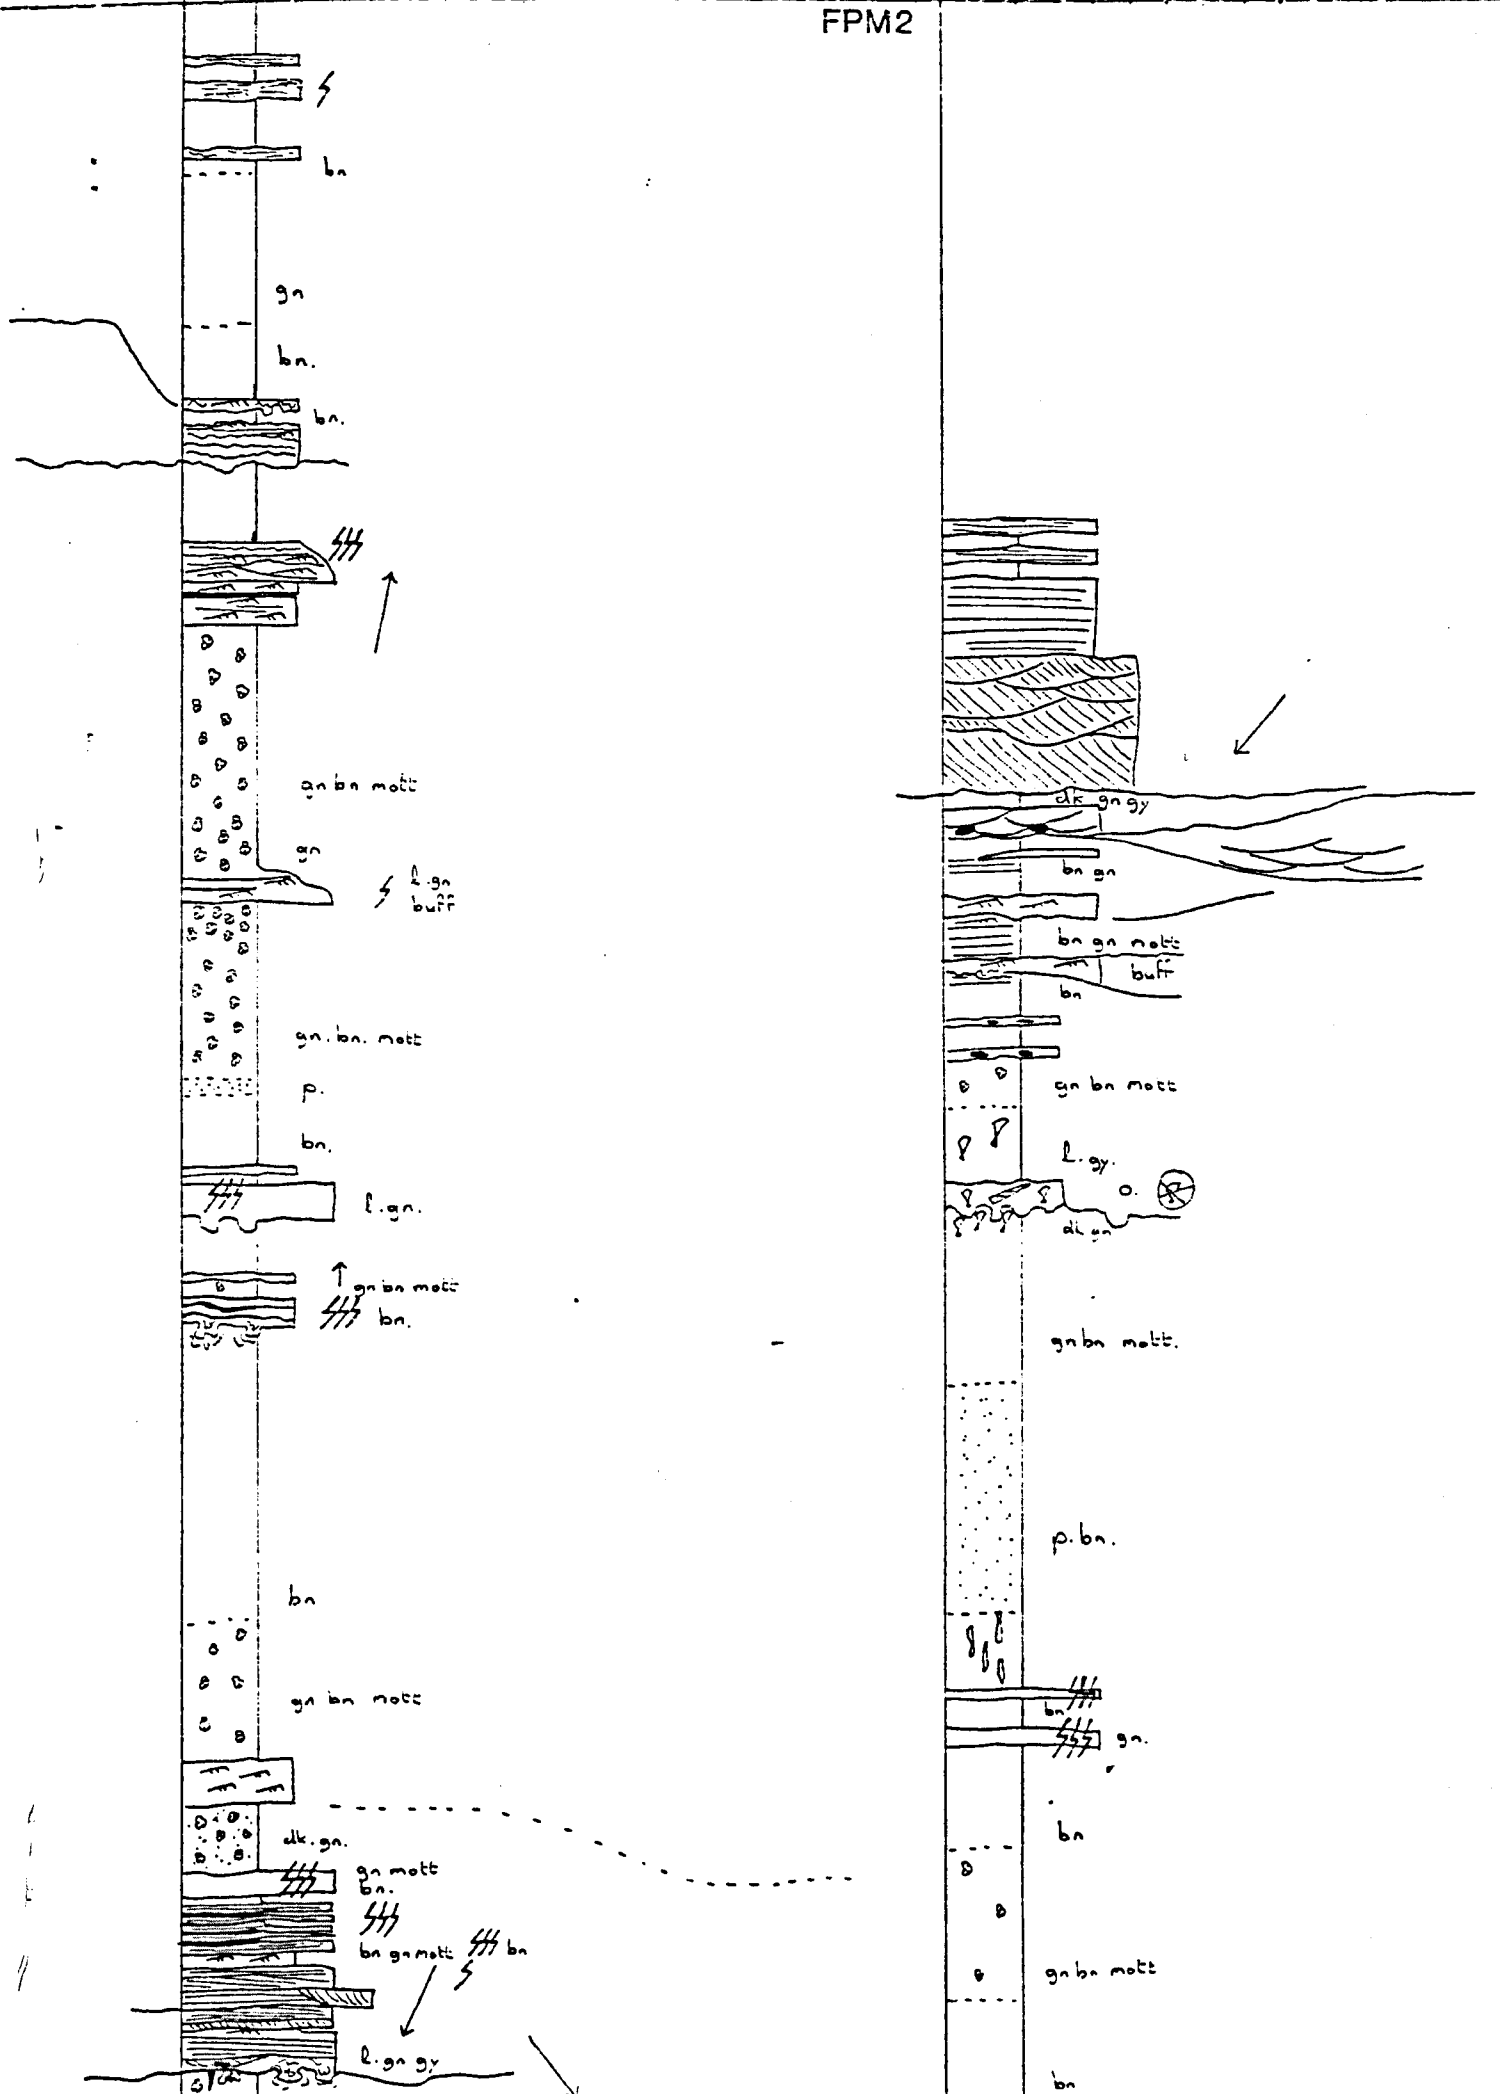 FPM2
bn
gn
bn.
bn.
gn bn mott
gn
l.gn
buff
gn. bn. mott
p.
bn.
l.gn.
gn bn mott
bn.
bn
gn bn mott
dk. gn.
gn mott
bn.
bn gn mott
bn
l. gn gy
dk gn gy
bn gn
bn gn mott
buff
bn
gn bn mott
l. gy.
o.
dk gn
gn bn mott.
p. bn.
bn
gn.
bn
gn bn mott
bn